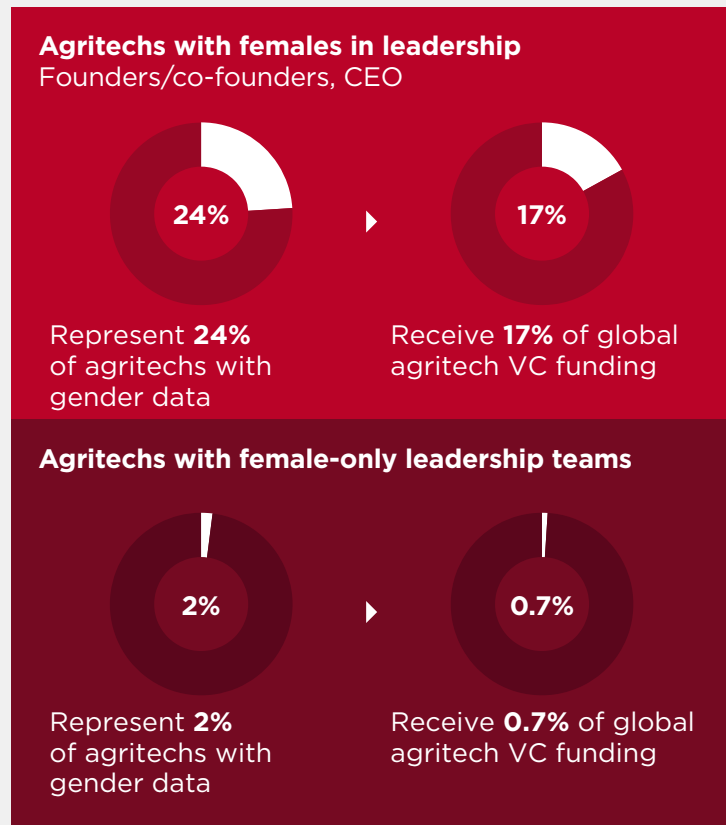 Agritechs with females in leadership
Founders/co-founders, CEO
24%
17%
Represent 24%
of agritechs with
gender data
Receive 17% of global
agritech VC funding
Agritechs with female-only leadership teams
2%
0.7%
Represent 2%
of agritechs with
gender data
Receive 0.7% of global
agritech VC funding